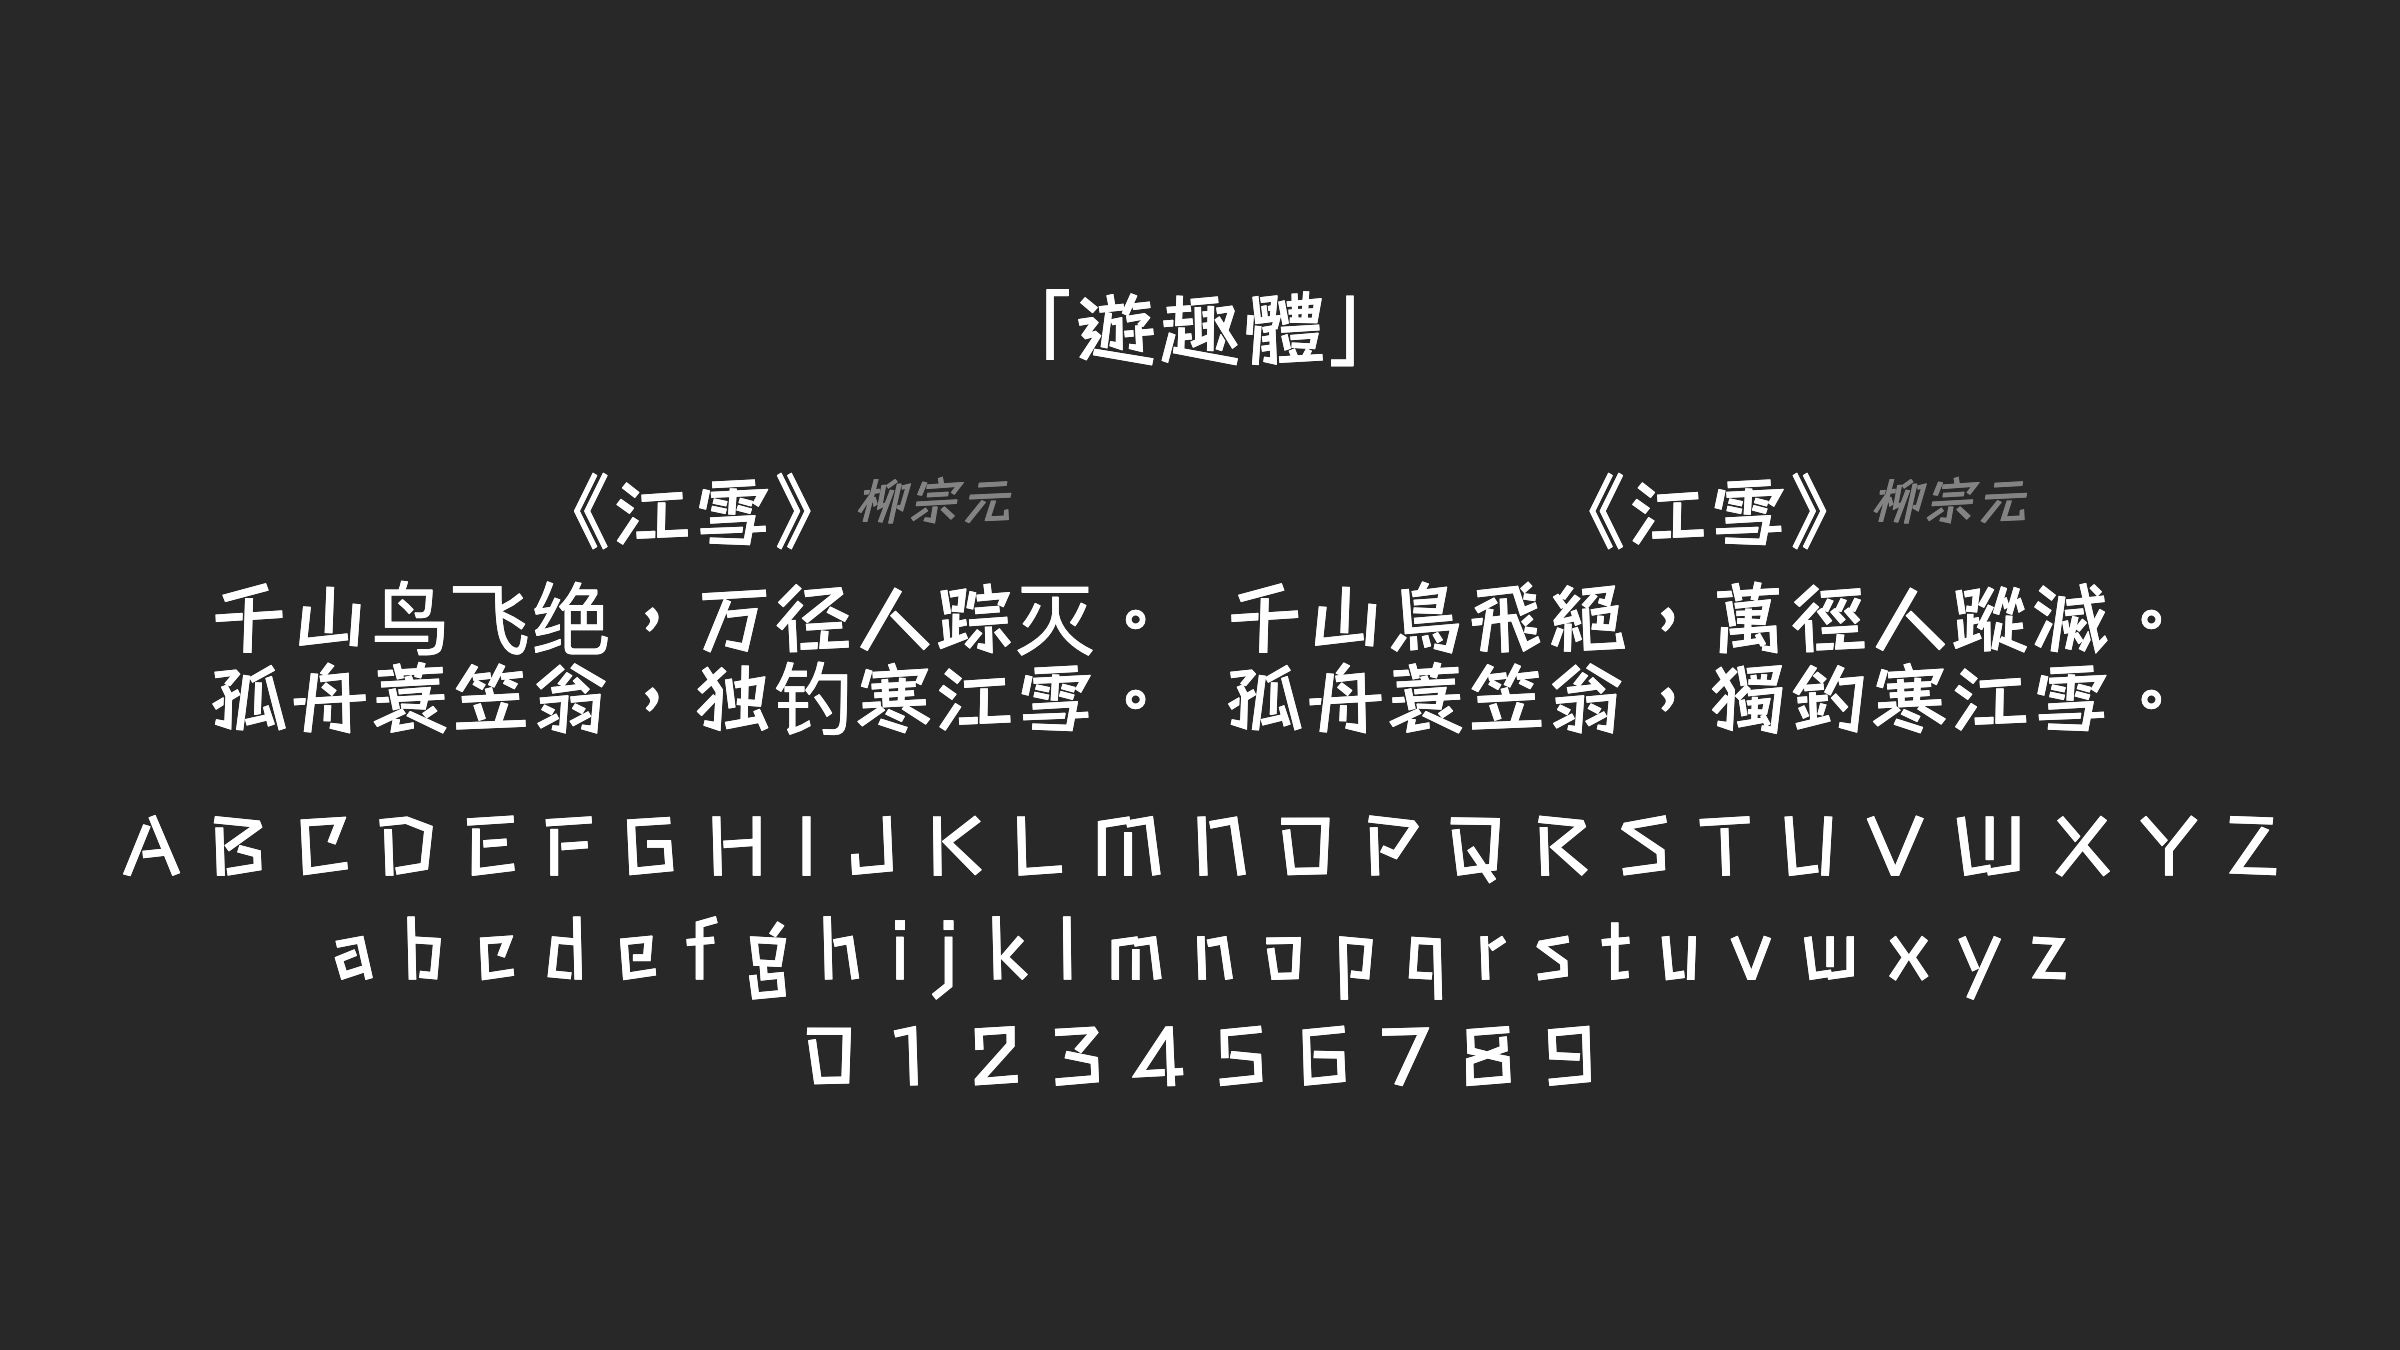 「遊趣體」
《江雪》柳宗元
千山鸟飞绝，万径人踪灭。
孤舟蓑笠翁，独钓寒江雪。
《江雪》柳宗元
千山鳥飛絕，萬徑人蹤滅。
孤舟蓑笠翁，獨釣寒江雪。
A B C D E F G H I J K L M N O P Q R S T U V W X Y Z
a b c d e f g h i j k l m n o p q r s t u v w x y z
0 1 2 3 4 5 6 7 8 9